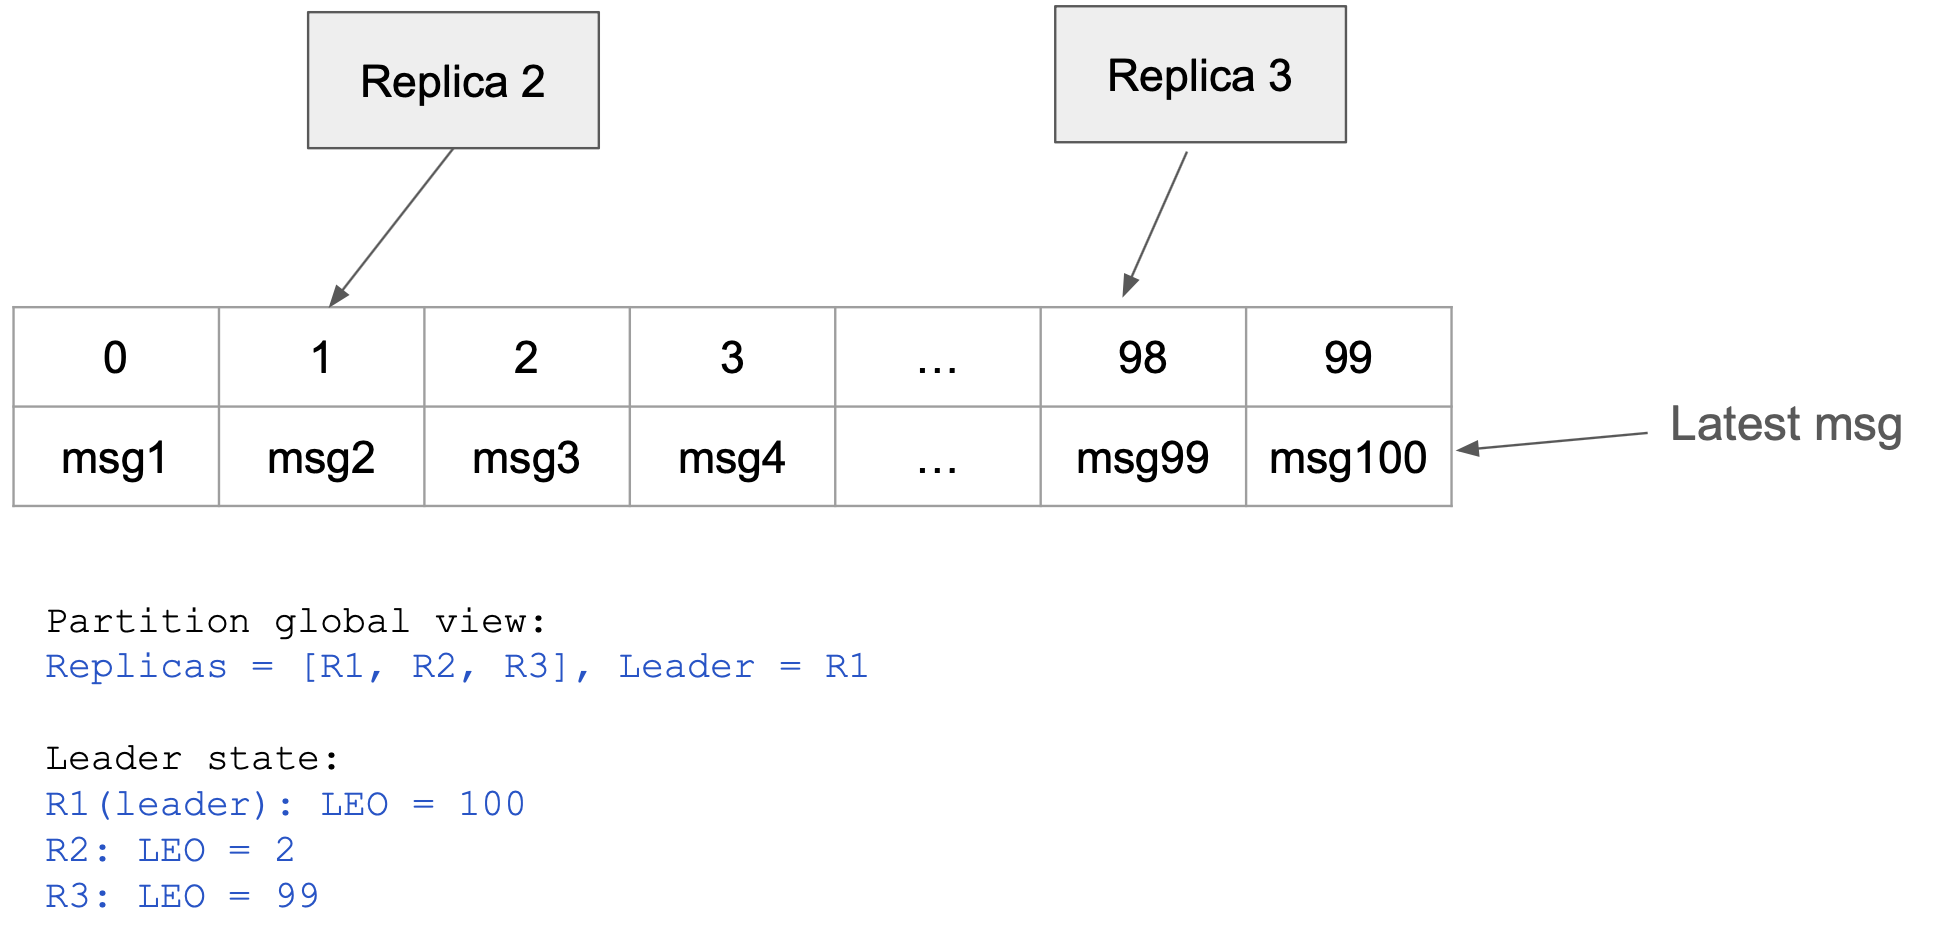 Replica 2
Replica 3
0 1 2 3 ... 98 99
msg1 msg2 msg3 msg4 ... msg99 msg100
Latest msg
Partition global view:
Replicas = [R1, R2, R3], Leader = R1
Leader state:
R1(leader): LEO = 100
R2: LEO = 2
R3: LEO = 99